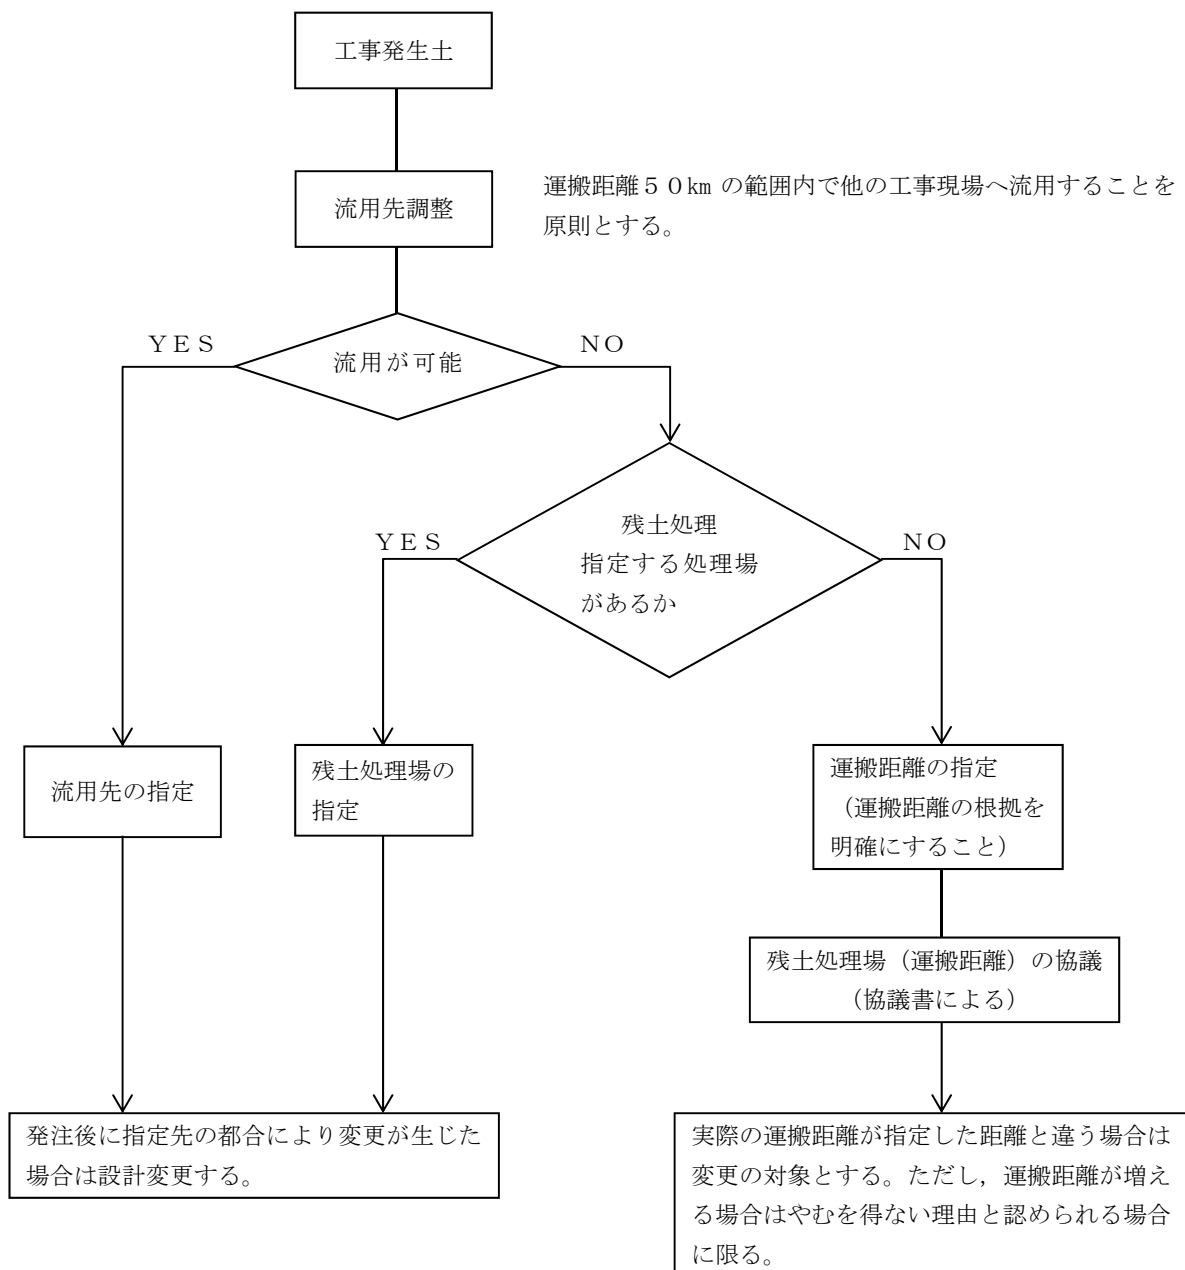 工事発生土
流用先調整
運搬距離５０㎞ の範囲内で他の工事現場へ流用することを
原則とする。
ＹＥＳ
流用が可能
ＮＯ
ＹＥＳ
残土処理
指定する処理場
があるか
ＮＯ
流用先の指定
残土処理場の
指定
運搬距離の指定
（運搬距離の根拠を
明確にすること）
残土処理場（運搬距離）の協議
（協議書による）
発注後に指定先の都合により変更が生じた
場合は設計変更する。
実際の運搬距離が指定した距離と違う場合は
変更の対象とする。ただし，運搬距離が増え
る場合はやむを得ない理由と認められる場合
に限る。